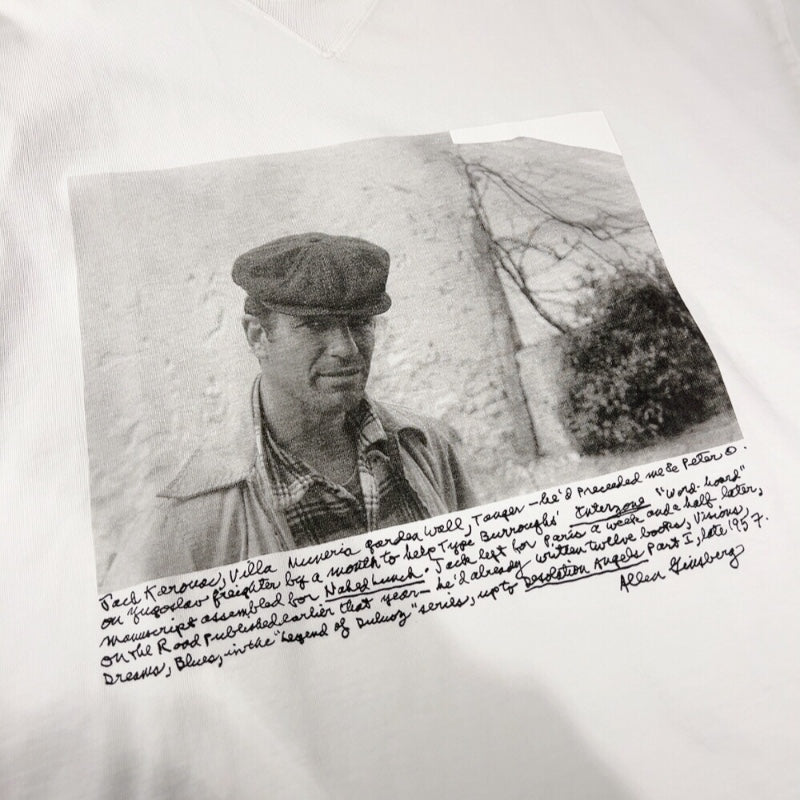 Jack Kerouac, Villa Muneria garden wall, Tanger — he'd preceded me & Peter O.
on Yugoslav freighter by a month to help Type Burroughs' Interzone "Word-hoard"
manuscript assembled for Naked Lunch. Jack left for Paris a week and a half later,
On the Road Published earlier that year — he'd already written twelve books, Visions,
Dreams, Blues, in the "Legend of Duluoz" series, up to Desolation Angels Part I, late 1957.
Allen Ginsberg